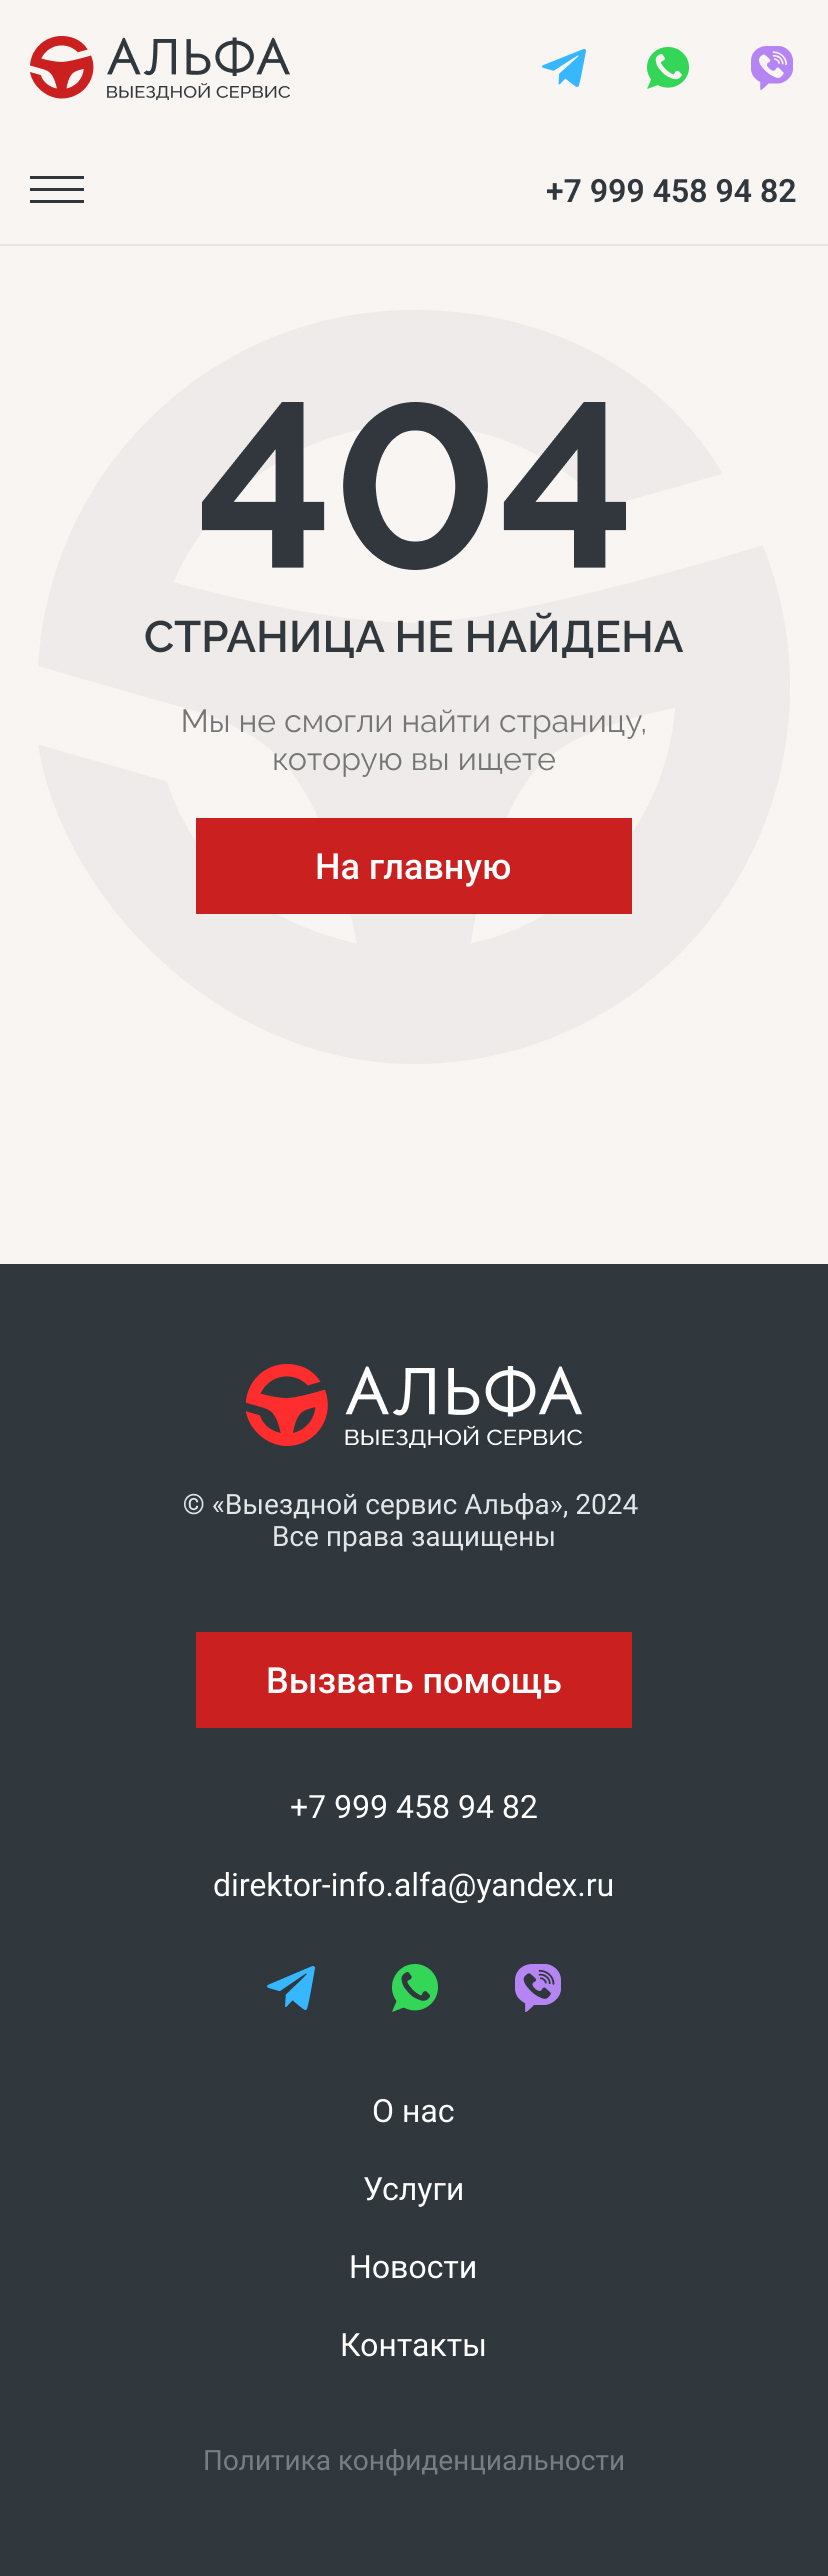 АЛЬФА
ВЫЕЗДНОЙ СЕРВИС
+7 999 458 94 82
404
СТРАНИЦА НЕ НАЙДЕНА
Мы не смогли найти страницу,
которую вы ищете
На главную
АЛЬФА
ВЫЕЗДНОЙ СЕРВИС
© «Выездной сервис Альфа», 2024
Все права защищены
Вызвать помощь
+7 999 458 94 82
direktor-info.alfa@yandex.ru
О нас
Услуги
Новости
Контакты
Политика конфиденциальности